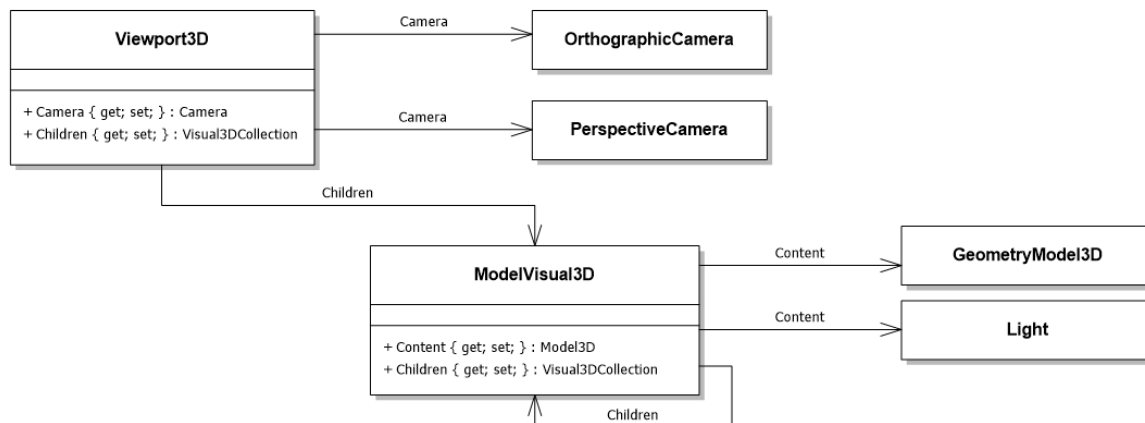 Viewport3D
+ Camera { get; set; } : Camera
+ Children { get; set; } : Visual3DCollection
Camera
OrthographicCamera
Camera
PerspectiveCamera
Children
ModelVisual3D
+ Content { get; set; } : Model3D
+ Children { get; set; } : Visual3DCollection
Content
GeometryModel3D
Content
Light
Children